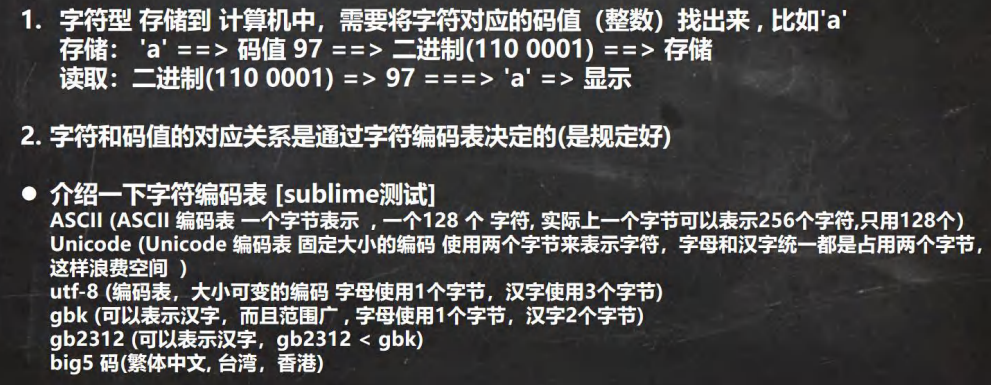 1. 字符型 存储到 计算机中，需要将字符对应的码值（整数）找出来 , 比如'a'
存储： 'a' ==> 码值 97 ==> 二进制(110 0001) ==> 存储
读取：二进制(110 0001) => 97 ===> 'a' => 显示
2. 字符和码值的对应关系是通过字符编码表决定的(是规定好)
● 介绍一下字符编码表 [sublime测试]
ASCII (ASCII 编码表 一个字节表示 ，一个128 个 字符, 实际上一个字节可以表示256个字符,只用128个)
Unicode (Unicode 编码表 固定大小的编码 使用两个字节来表示字符，字母和汉字统一都是占用两个字节，
这样浪费空间 )
utf-8 (编码表，大小可变的编码 字母使用1个字节，汉字使用3个字节)
gbk (可以表示汉字，而且范围广 , 字母使用1个字节，汉字2个字节)
gb2312 (可以表示汉字，gb2312 < gbk)
big5 码(繁体中文, 台湾，香港)